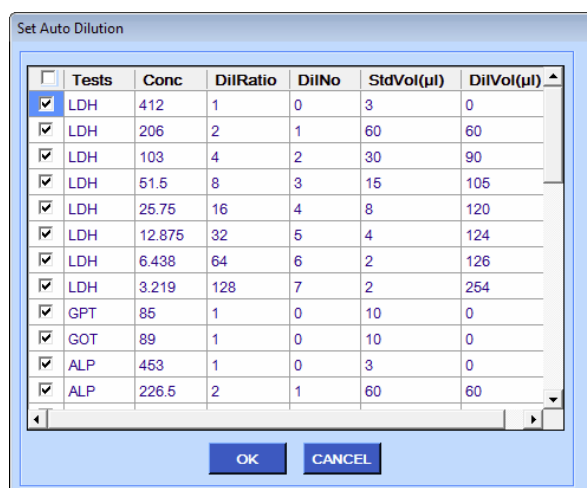 Set Auto Dilution
Tests Conc DilRatio DilNo StdVol(µl) DilVol(µl)
LDH 412 1 0 3 0
LDH 206 2 1 60 60
LDH 103 4 2 30 90
LDH 51.5 8 3 15 105
LDH 25.75 16 4 8 120
LDH 12.875 32 5 4 124
LDH 6.438 64 6 2 126
LDH 3.219 128 7 2 254
GPT 85 1 0 10 0
GOT 89 1 0 10 0
ALP 453 1 0 3 0
ALP 226.5 2 1 60 60
OK CANCEL